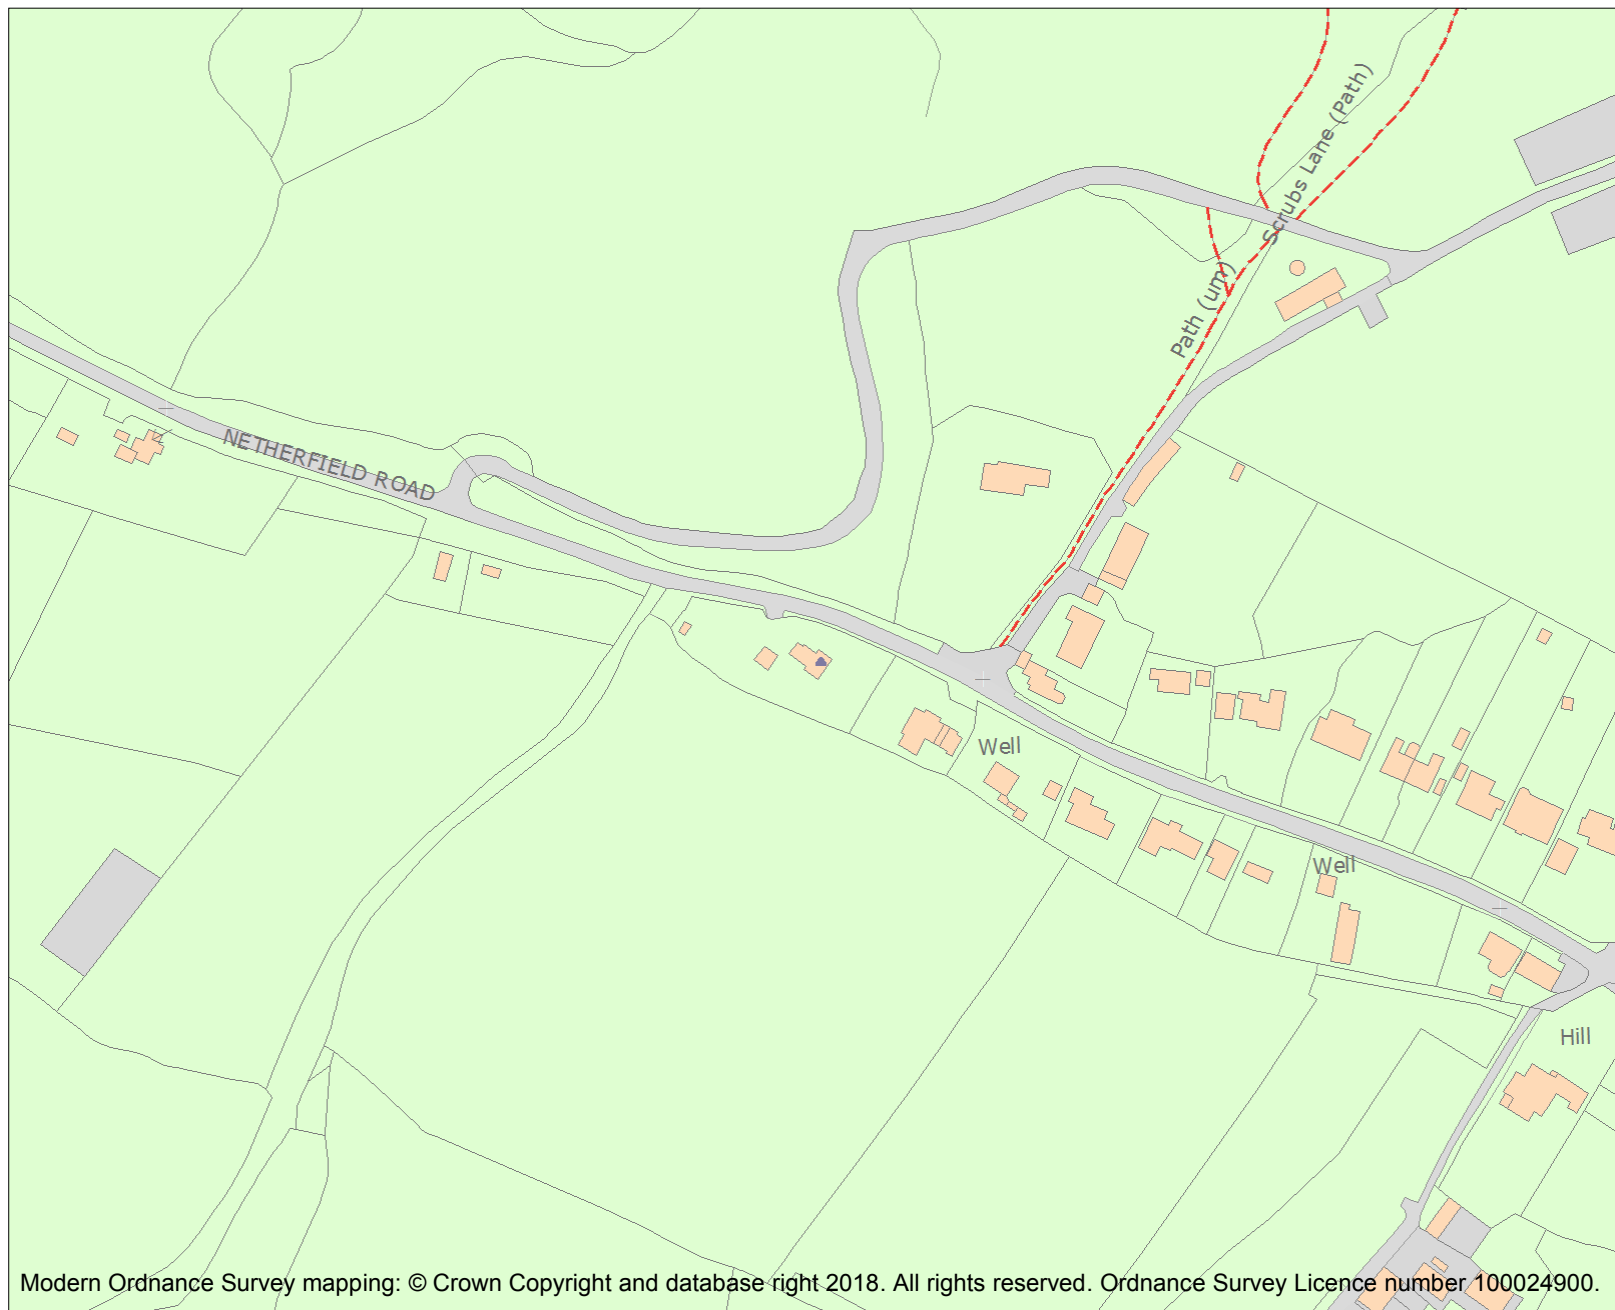 Scrubs Lane (Path)
Path (um)
NETHERFIELD ROAD
Well
Well
Hill
Modern Ordnance Survey mapping: © Crown Copyright and database right 2018. All rights reserved. Ordnance Survey Licence number 100024900.